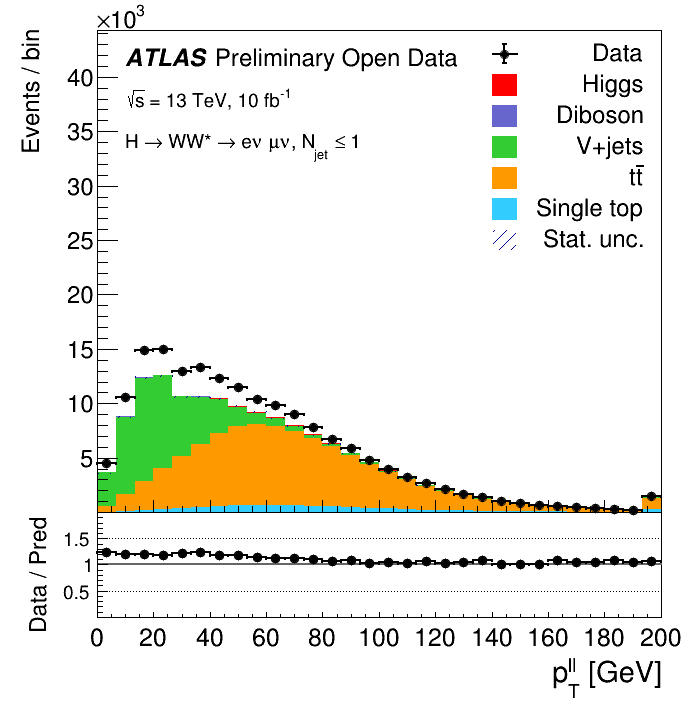 ×10³
Events / bin
ATLAS Preliminary Open Data
√s = 13 TeV, 10 fb⁻¹
H → WW* → eν μν, N_jet ≤ 1
Data
Higgs
Diboson
V+jets
tt̄
Single top
Stat. unc.
40
35
30
25
20
15
10
5
Data / Pred
1.5
1
0.5
0 20 40 60 80 100 120 140 160 180 200
p_T^ll [GeV]